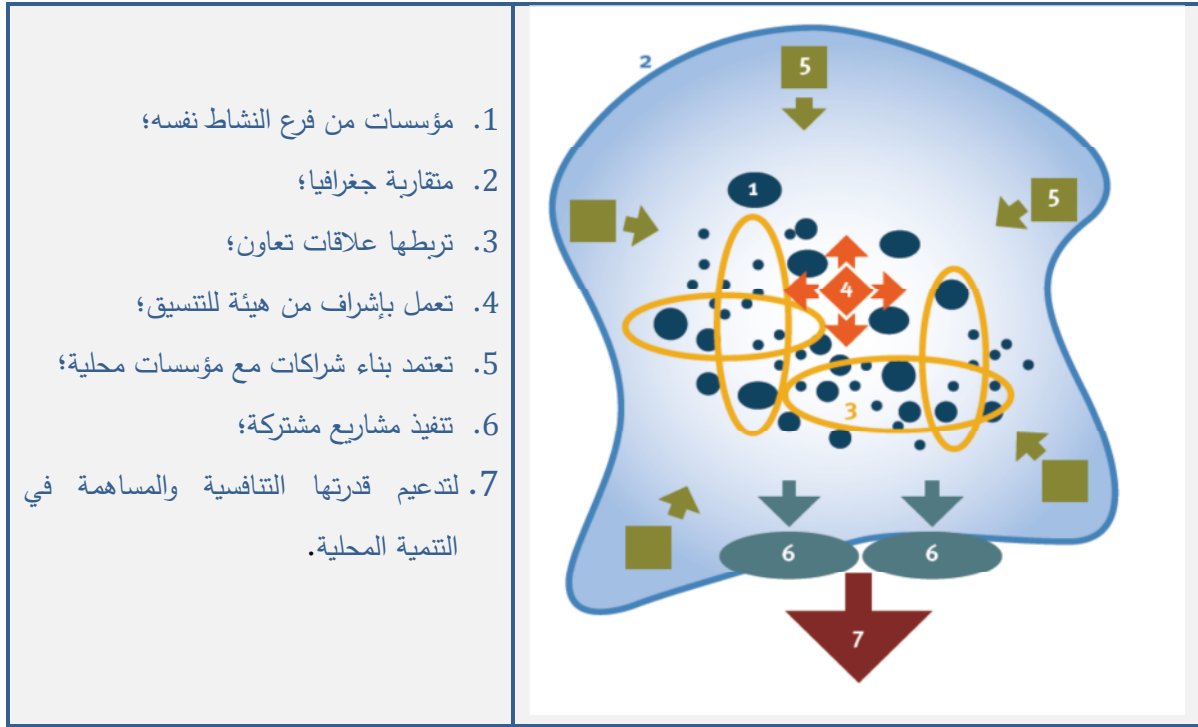 1. مؤسسات من فرع النشاط نفسه؛
2. متقاربة جغرافيا؛
3. تربطها علاقات تعاون؛
4. تعمل بإشراف من هيئة للتنسيق؛
5. تعتمد بناء شراكات مع مؤسسات محلية؛
6. تنفيذ مشاريع مشتركة؛
7. لتدعيم قدرتها التنافسية والمساهمة في
التنمية المحلية.
2
5
1
5
4
3
6
6
7